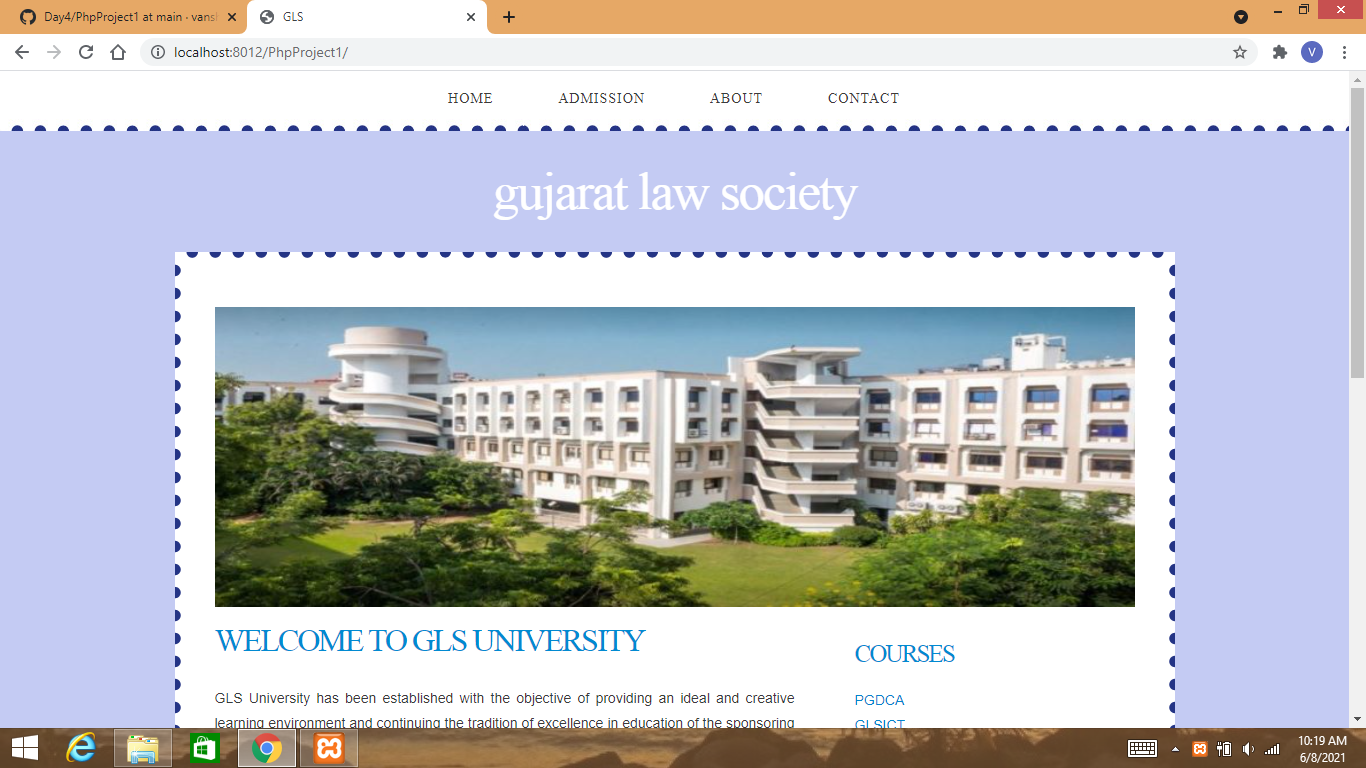 Day4/PhpProject1 at main · vansh
GLS
localhost:8012/PhpProject1/
V
HOME ADMISSION ABOUT CONTACT
gujarat law society
WELCOME TO GLS UNIVERSITY
GLS University has been established with the objective of providing an ideal and creative
learning environment and continuing the tradition of excellence in education of the sponsoring
COURSES
PGDCA
GLSICT
10:19 AM
6/8/2021